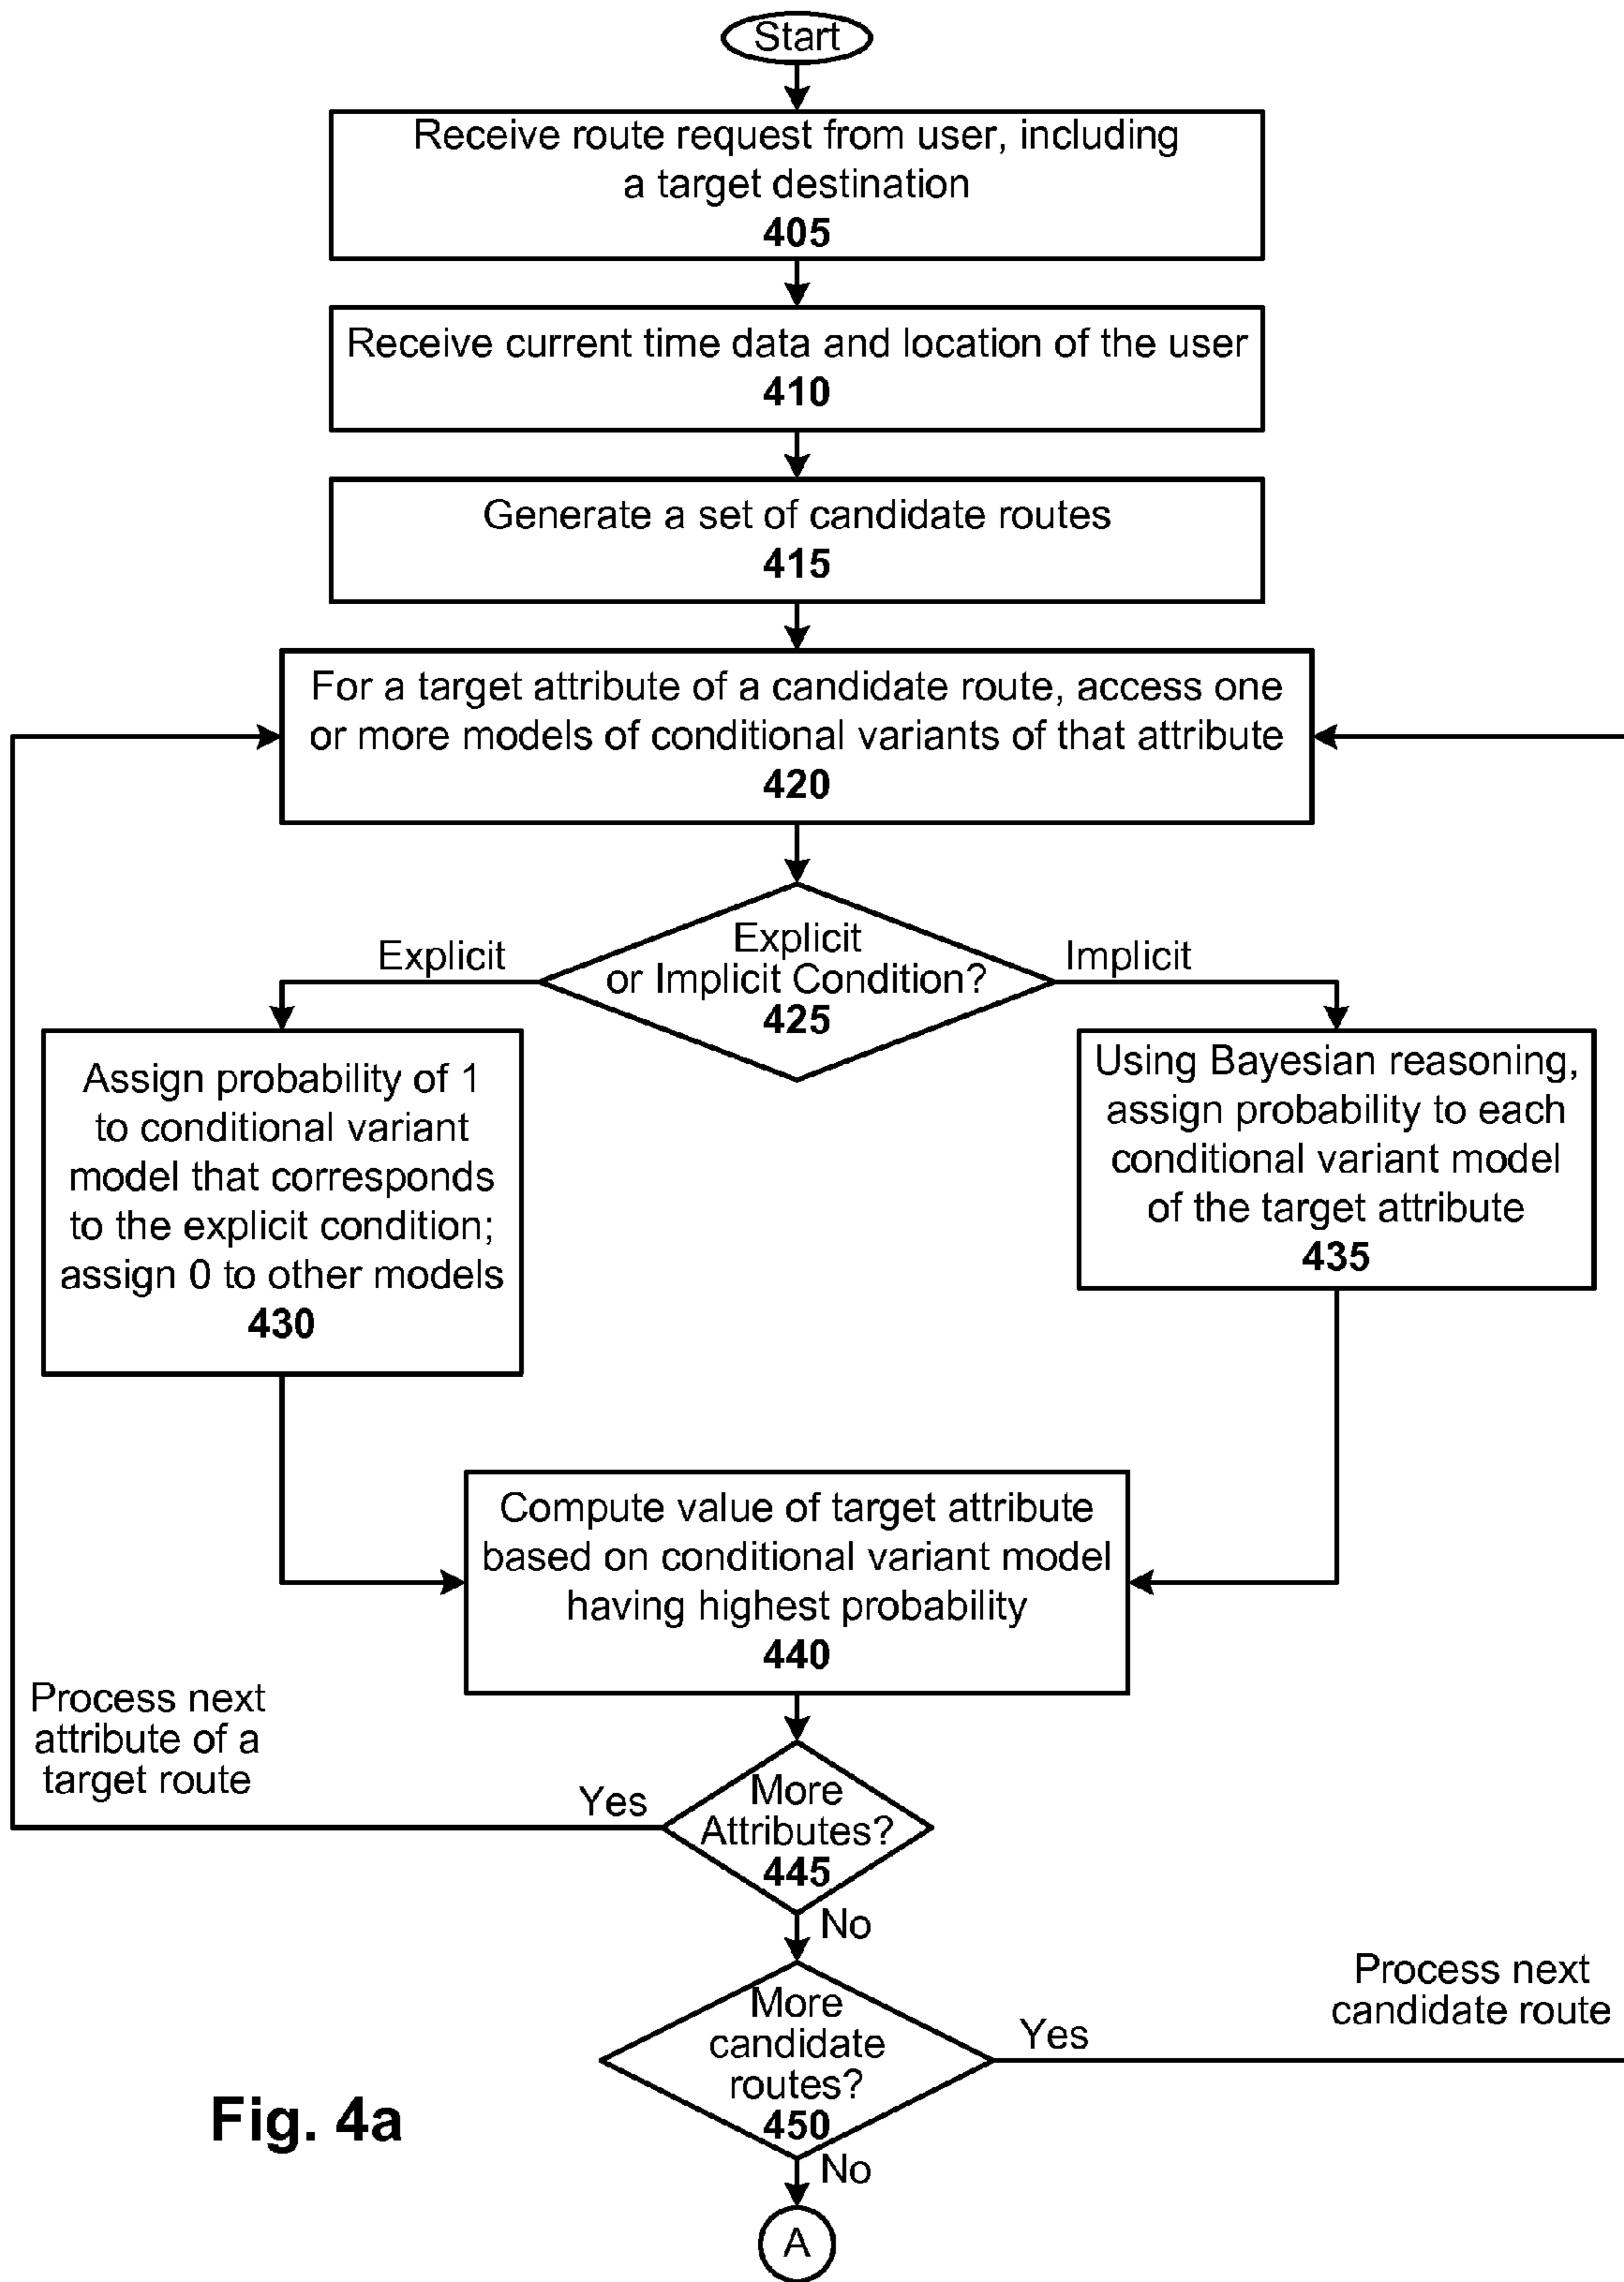 Start
Receive route request from user, including
a target destination
405
Receive current time data and location of the user
410
Generate a set of candidate routes
415
For a target attribute of a candidate route, access one
or more models of conditional variants of that attribute
420
Explicit
or Implicit Condition?
425
Explicit
Implicit
Assign probability of 1
to conditional variant
model that corresponds
to the explicit condition;
assign 0 to other models
430
Using Bayesian reasoning,
assign probability to each
conditional variant model
of the target attribute
435
Compute value of target attribute
based on conditional variant model
having highest probability
440
Process next
attribute of a
target route
Yes
More
Attributes?
445
No
More
candidate
routes?
450
Yes
Process next
candidate route
No
A
Fig. 4a